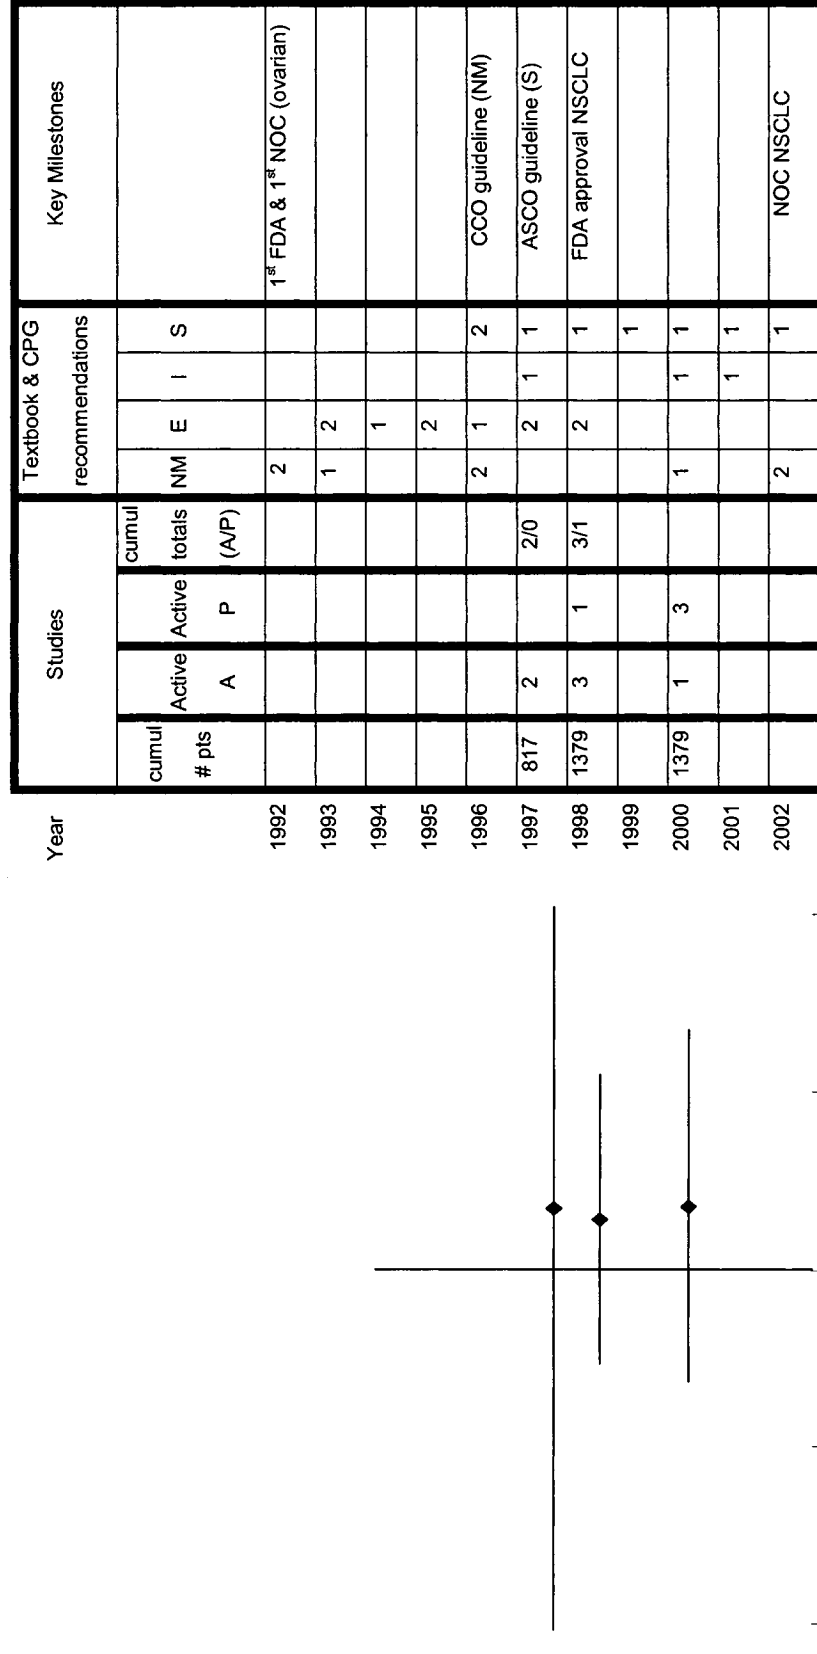 Year Studies Textbook & CPG recommendations Key Milestones
cumul # pts Active A Active P cumul totals (A/P) NM E I S
1992 2 1st FDA & 1st NOC (ovarian)
1993 1 2
1994 1
1995 2
1996 2 1 2 CCO guideline (NM)
1997 817 2 2/0 2 1 1 ASCO guideline (S)
1998 1379 3 1 3/1 2 1 FDA approval NSCLC
1999 1
2000 1379 1 3 1 1 1
2001 1 1
2002 2 1 NOC NSCLC